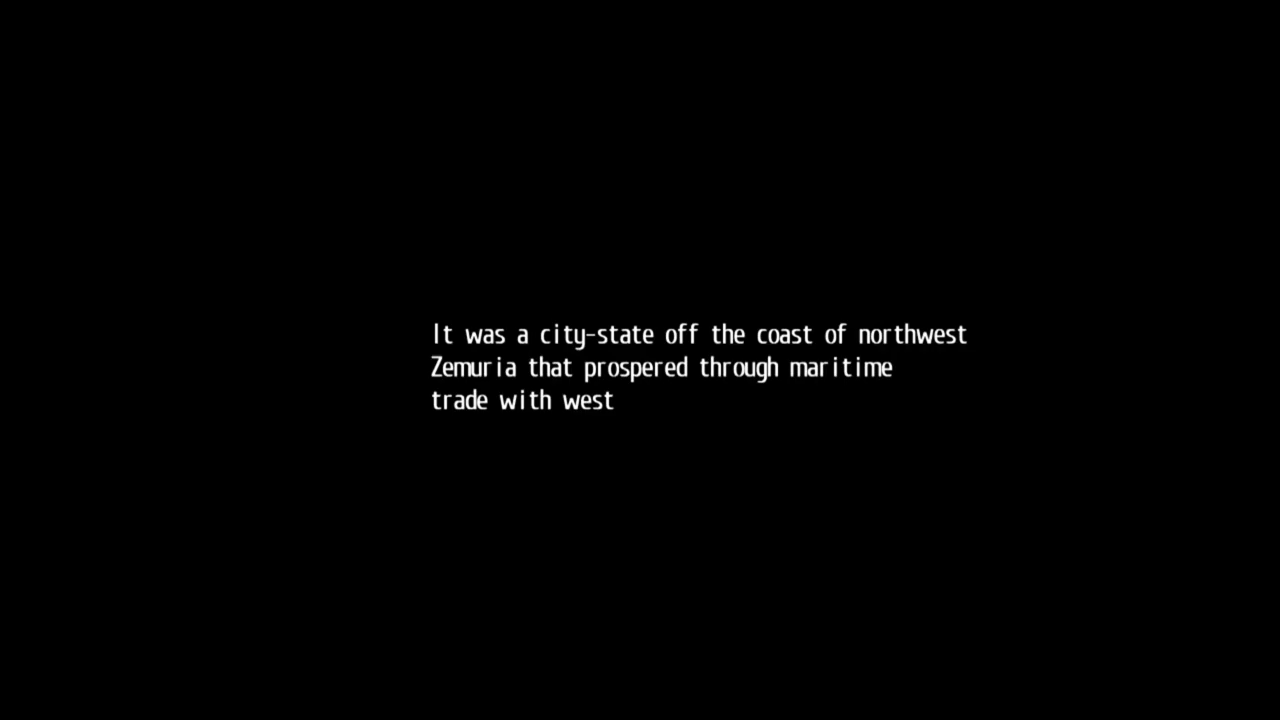 It was a city-state off the coast of northwest
Zemuria that prospered through maritime
trade with west